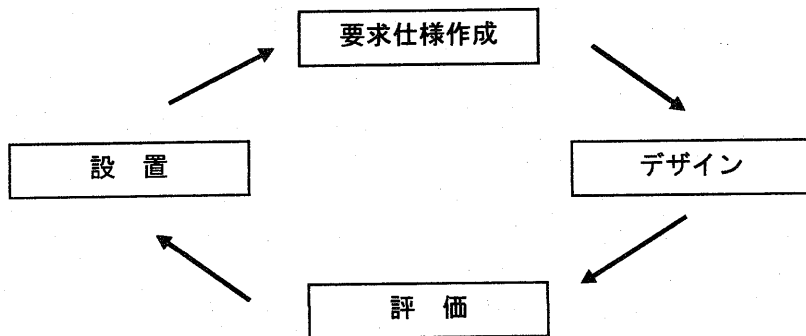 要求仕様作成
設 置
デザイン
評 価